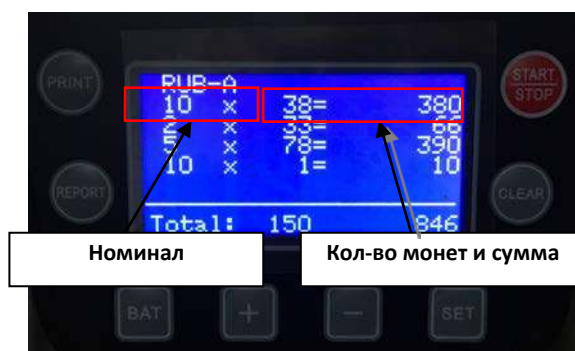 PRINT
START
STOP
RUB-A
10 x 38= 380
2 x 33= 66
5 x 78= 390
10 x 1= 10
REPORT
CLEAR
Total: 150 846
Номинал
Кол-во монет и сумма
BAT + - SET